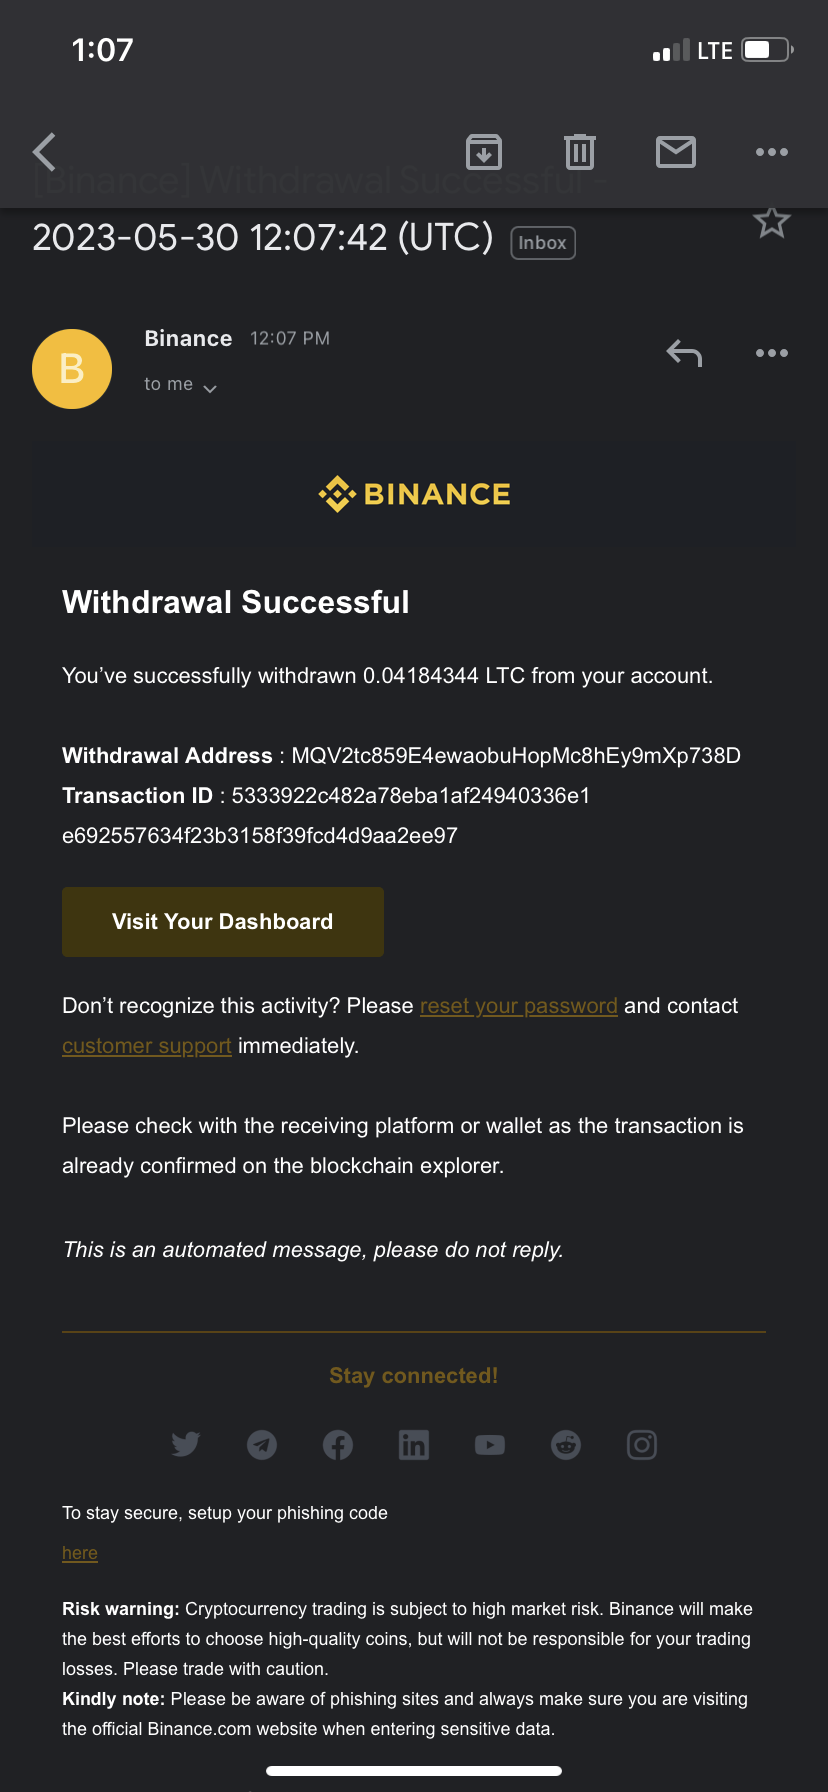 1:07
LTE
[Binance] Withdrawal Successful -
2023-05-30 12:07:42 (UTC) Inbox
B
Binance 12:07 PM
to me
BINANCE
Withdrawal Successful
You’ve successfully withdrawn 0.04184344 LTC from your account.
Withdrawal Address : MQV2tc859E4ewaobuHopMc8hEy9mXp738D
Transaction ID : 5333922c482a78eba1af24940336e1
e692557634f23b3158f39fcd4d9aa2ee97
Visit Your Dashboard
Don’t recognize this activity? Please reset your password and contact
customer support immediately.
Please check with the receiving platform or wallet as the transaction is
already confirmed on the blockchain explorer.
This is an automated message, please do not reply.
Stay connected!
in
To stay secure, setup your phishing code
here
Risk warning: Cryptocurrency trading is subject to high market risk. Binance will make
the best efforts to choose high-quality coins, but will not be responsible for your trading
losses. Please trade with caution.
Kindly note: Please be aware of phishing sites and always make sure you are visiting
the official Binance.com website when entering sensitive data.